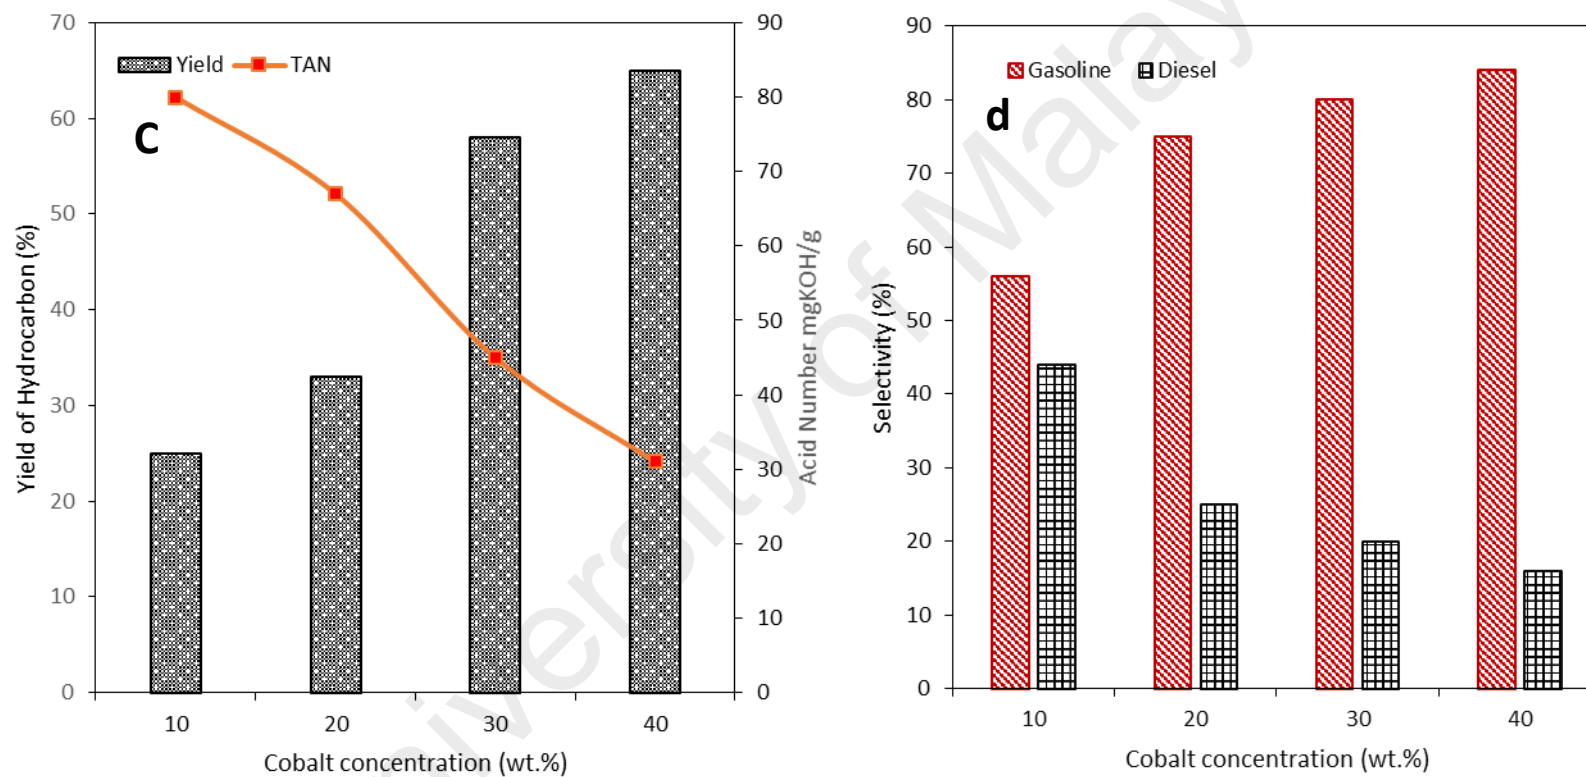 70
60
50
40
30
20
10
0
Yield of Hydrocarbon (%)
Yield TAN
C
90
80
70
60
50
40
30
20
10
0
Acid Number mgKOH/g
10 20 30 40
Cobalt concentration (wt.%)
90
80
70
60
50
40
30
20
10
0
Selectivity (%)
Gasoline Diesel
d
10 20 30 40
Cobalt concentration (wt.%)
niversity of Malay